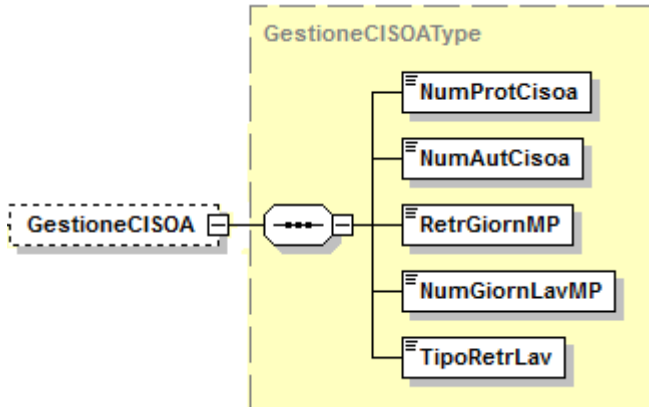 GestioneCISOAType
NumProtCisoa
NumAutCisoa
GestioneCISOA
RetrGiornMP
NumGiornLavMP
TipoRetrLav